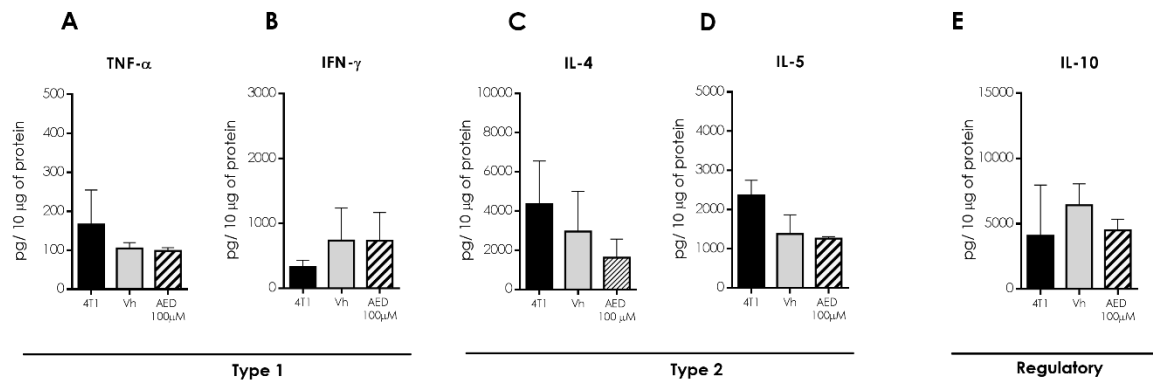 A
B
C
D
E
TNF-α
IFN-γ
IL-4
IL-5
IL-10
pg/ 10 µg of protein
500
400
300
200
100
0
4T1
Vh
AED
100µM
pg/ 10 µg of protein
3000
2000
1000
0
4T1
Vh
AED
100µM
pg/ 10 µg of protein
10000
8000
6000
4000
2000
0
4T1
Vh
AED
100 µM
pg/ 10 µg of protein
5000
4000
3000
2000
1000
0
4T1
Vh
AED
100µM
pg/ 10 µg of protein
15000
10000
5000
0
4T1
Vh
AED
100µM
Type 1
Type 2
Regulatory